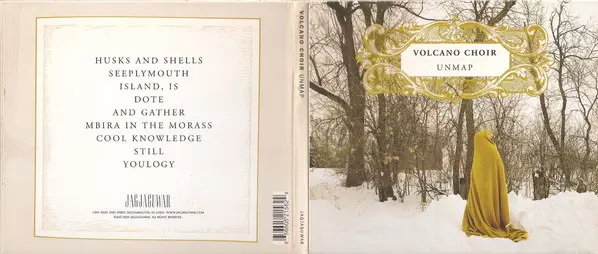 HUSKS AND SHELLS
SEEPLYMOUTH
ISLAND, IS
DOTE
AND GATHER
MBIRA IN THE MORASS
COOL KNOWLEDGE
STILL
YOULOGY
JAGJAGUWAR
VOLCANO CHOIR UNMAP
JAGJAGUWAR
VOLCANO CHOIR
UNMAP